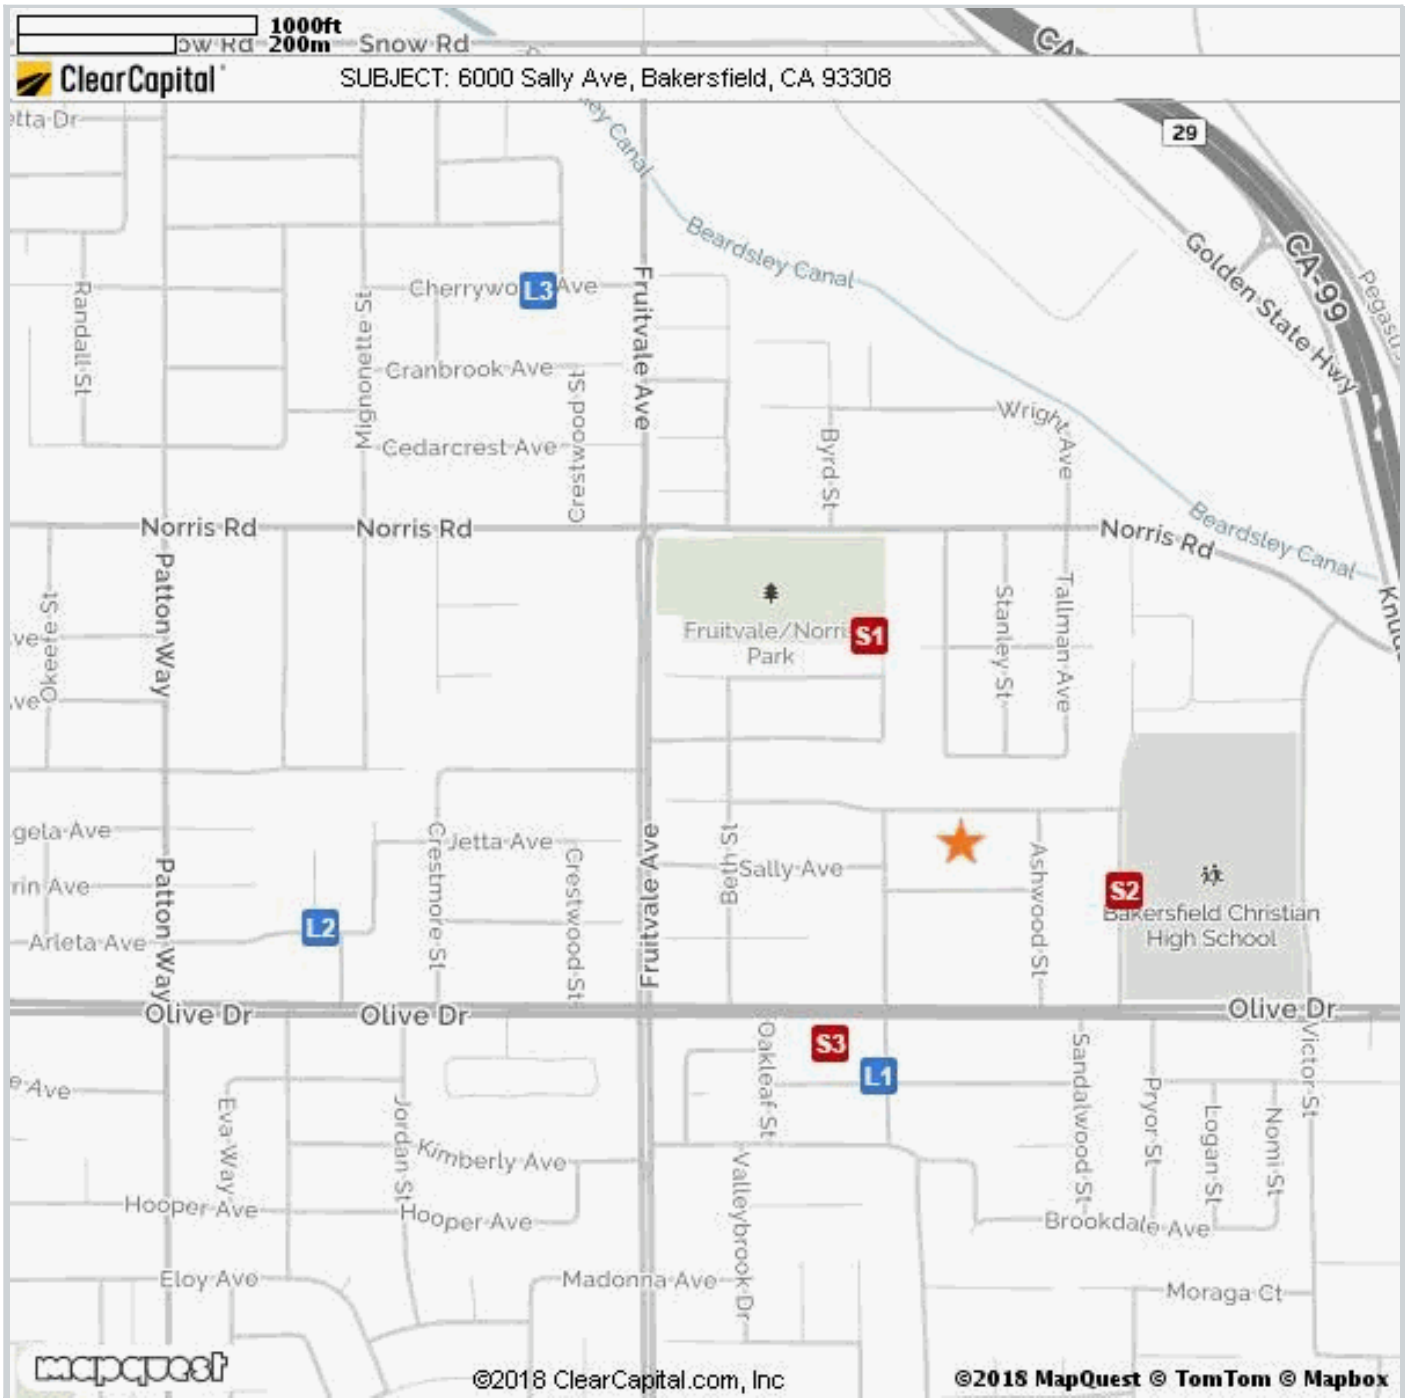 1000ft
200m
Snow Rd
CA
ClearCapital
SUBJECT: 6000 Sally Ave, Bakersfield, CA 93308
29
Beardsley Canal
Golden State Hwy
CA-99
Randall St
Mignonette St
L3
Ave
Fruitvale Ave
Cranbrook Ave
Crestwood St
Cedarcrest Ave
Wright Ave
Byrd St
Norris Rd
Norris Rd
Norris Rd
Beardsley Canal
Okeefe St
Patton Way
Fruitvale/Norris
Park
S1
Stanley St
Tallman Ave
Jetta Ave
Arleta Ave
L2
Patton Way
Crestmore St
Crestwood St
Fruitvale Ave
Beth St
Sally Ave
Ashwood St
S2
Bakersfield Christian
High School
Olive Dr
Olive Dr
Olive Dr
S3
L1
Oakleaf St
Sandalwood St
Pryor St
Logan St
Nomi St
Victor St
Eva Way
Jordan St
Kimberly Ave
Hooper Ave
Hooper Ave
Valleybrook Dr
Brookdale Ave
Eloy Ave
Madonna Ave
Moraga Ct
mapquest
©2018 ClearCapital.com, Inc
©2018 MapQuest © TomTom © Mapbox